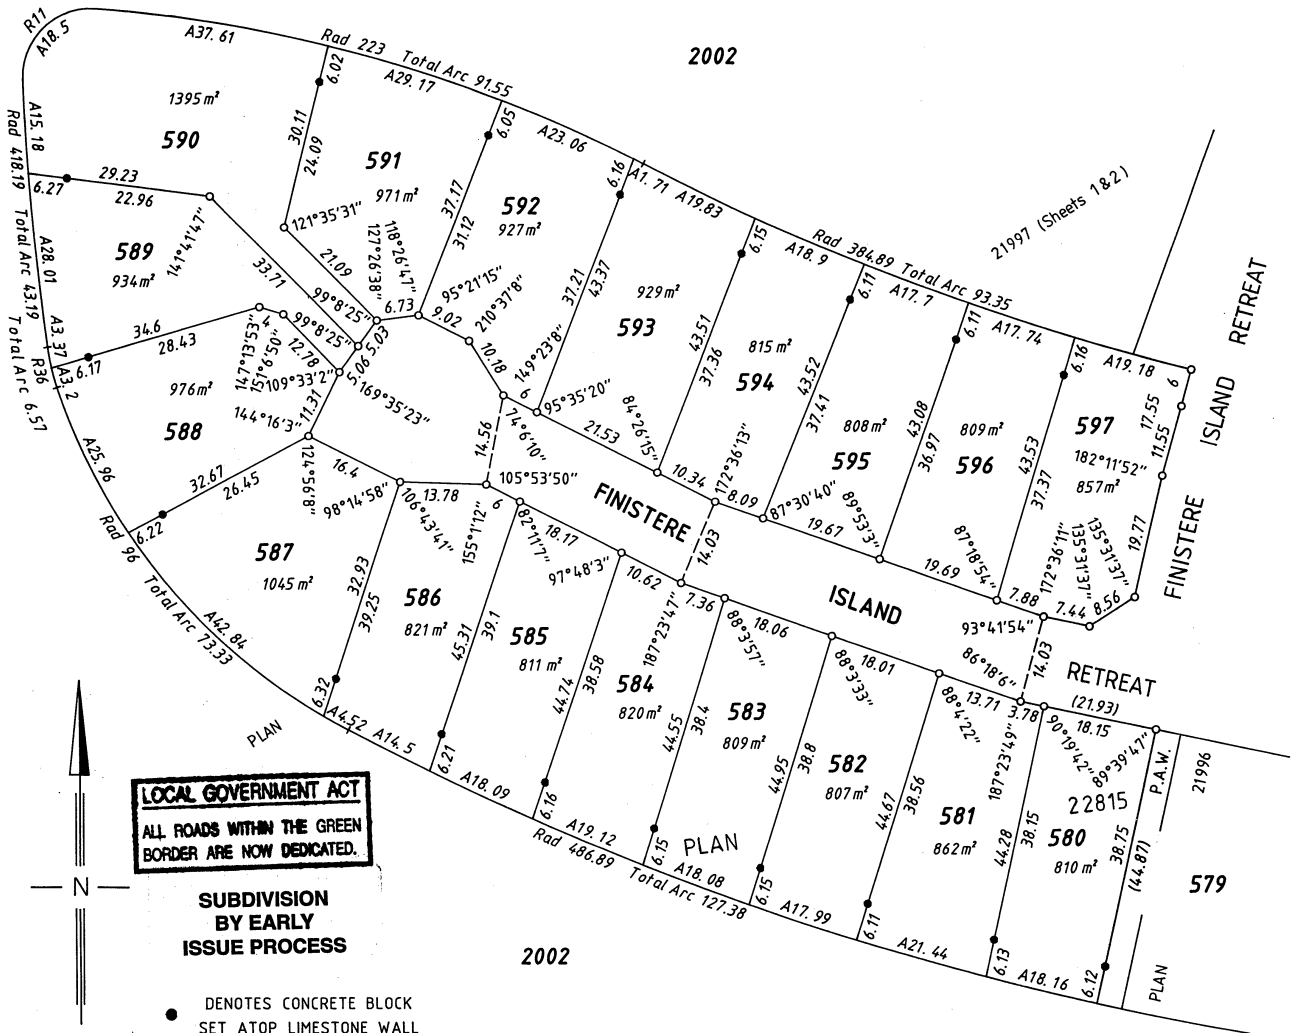 R11
A18.5
A37.61
Rad 223 Total Arc 91.55
2002
6.02
A29.17
6.05
A23.06
6.16
A1.71
A19.83
6.15
Rad 384.89 Total Arc 93.35
A18.9
6.11
A17.7
6.11
A17.74
6.16
A19.18
6
21997 (Sheets 1&2)
FINISTERE ISLAND RETREAT
1395m²
590
A15.18
Rad 418.19 Total Arc 43.19
30.11
24.09
591
971m²
37.17
31.12
592
927m²
37.21
43.37
929m²
593
43.51
37.36
815m²
594
43.52
37.41
808m²
595
43.08
36.97
809m²
596
43.53
37.37
597
182°11'52"
857m²
17.55
11.55
19.77
6.27
29.23
22.96
141°41'47"
589
934m²
A28.01
33.71
121°35'31"
21.09
127°26'38"
118°26'47"
6.73
95°21'15"
9.02
210°37'8"
10.18
149°23'8"
6
95°35'20"
21.53
84°26'15"
10.34
172°36'13"
8.09
87°30'40"
19.67
89°53'3"
19.69
87°18'54"
7.88
172°36'11"
135°31'37"
135°31'37"
7.44
8.56
A3.37
R36
A3.2
Total Arc 6.57
6.17
34.6
28.43
147°13'53"
151°6'50"
4
12.78
99°8'25"
99°8'25"
5.03
5.06
5
109°33'2"
169°35'23"
976m²
588
144°16'3"
11.31
A25.96
32.67
26.45
6.22
124°56'8"
16.4
98°14'58"
106°43'41"
13.78
14.56
74°6'10"
105°53'50"
155°1'12"
6
82°11'7"
18.17
97°48'3"
10.62
FINISTERE
ISLAND
RETREAT
14.03
187°23'47"
7.36
88°3'57"
18.06
88°3'33"
18.01
88°4'22"
13.71
93°41'54"
86°18'6"
14.03
3.78
(21.93)
18.15
187°23'49"
90°19'42"
89°39'47"
P.A.W.
21996
Rad 96 Total Arc 73.33
A42.84
587
1045m²
32.93
39.25
6.32
586
821m²
45.31
39.1
6.21
585
811m²
44.74
38.58
6.16
584
820m²
44.55
38.4
6.15
583
809m²
44.95
38.8
6.15
582
807m²
44.67
38.56
6.11
581
862m²
44.28
38.15
6.13
22815
580
810m²
38.75
(44.87)
6.12
579
A4.52
A14.5
A18.09
A19.12
Rad 486.89 Total Arc 127.38
A18.08
A17.99
A21.44
A18.16
PLAN
PLAN
PLAN
2002
LOCAL GOVERNMENT ACT
ALL ROADS WITHIN THE GREEN
BORDER ARE NOW DEDICATED.
N
SUBDIVISION
BY EARLY
ISSUE PROCESS
DENOTES CONCRETE BLOCK
SET ATOP LIMESTONE WALL